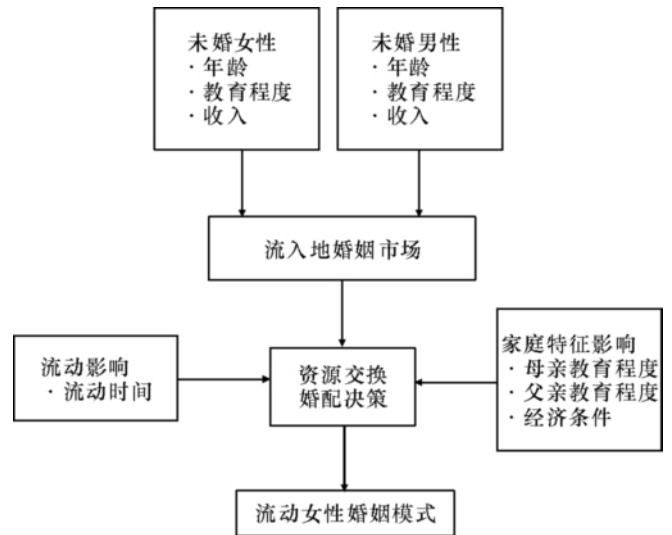 未婚女性
· 年龄
· 教育程度
· 收入
未婚男性
· 年龄
· 教育程度
· 收入
流入地婚姻市场
流动影响
· 流动时间
资源交换
婚配决策
家庭特征影响
· 母亲教育程度
· 父亲教育程度
· 经济条件
流动女性婚姻模式